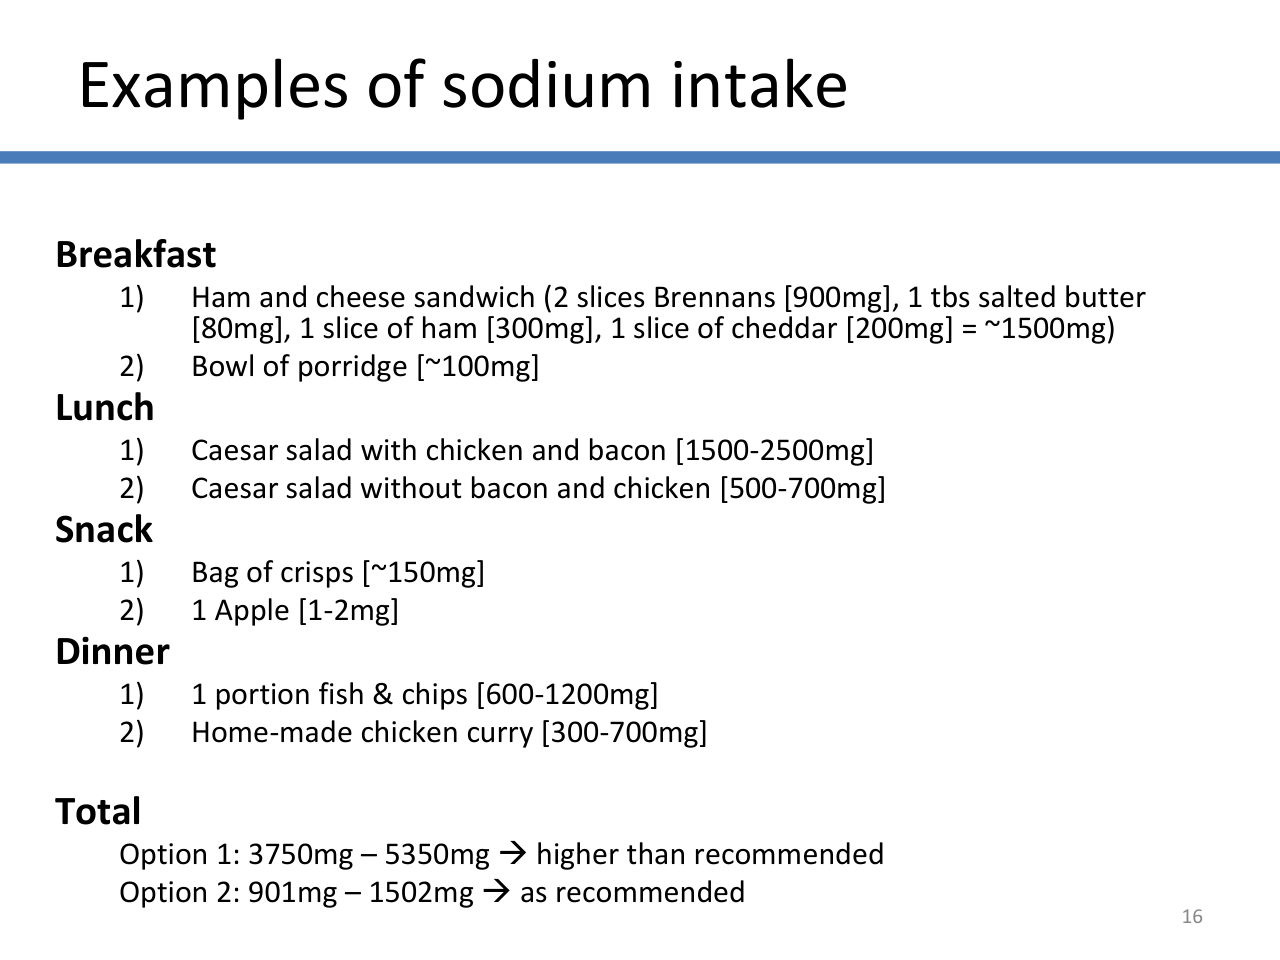 Examples of sodium intake
Breakfast
1) Ham and cheese sandwich (2 slices Brennans [900mg], 1 tbs salted butter
[80mg], 1 slice of ham [300mg], 1 slice of cheddar [200mg] = ~1500mg)
2) Bowl of porridge [~100mg]
Lunch
1) Caesar salad with chicken and bacon [1500-2500mg]
2) Caesar salad without bacon and chicken [500-700mg]
Snack
1) Bag of crisps [~150mg]
2) 1 Apple [1-2mg]
Dinner
1) 1 portion fish & chips [600-1200mg]
2) Home-made chicken curry [300-700mg]
Total
Option 1: 3750mg – 5350mg → higher than recommended
Option 2: 901mg – 1502mg → as recommended
16